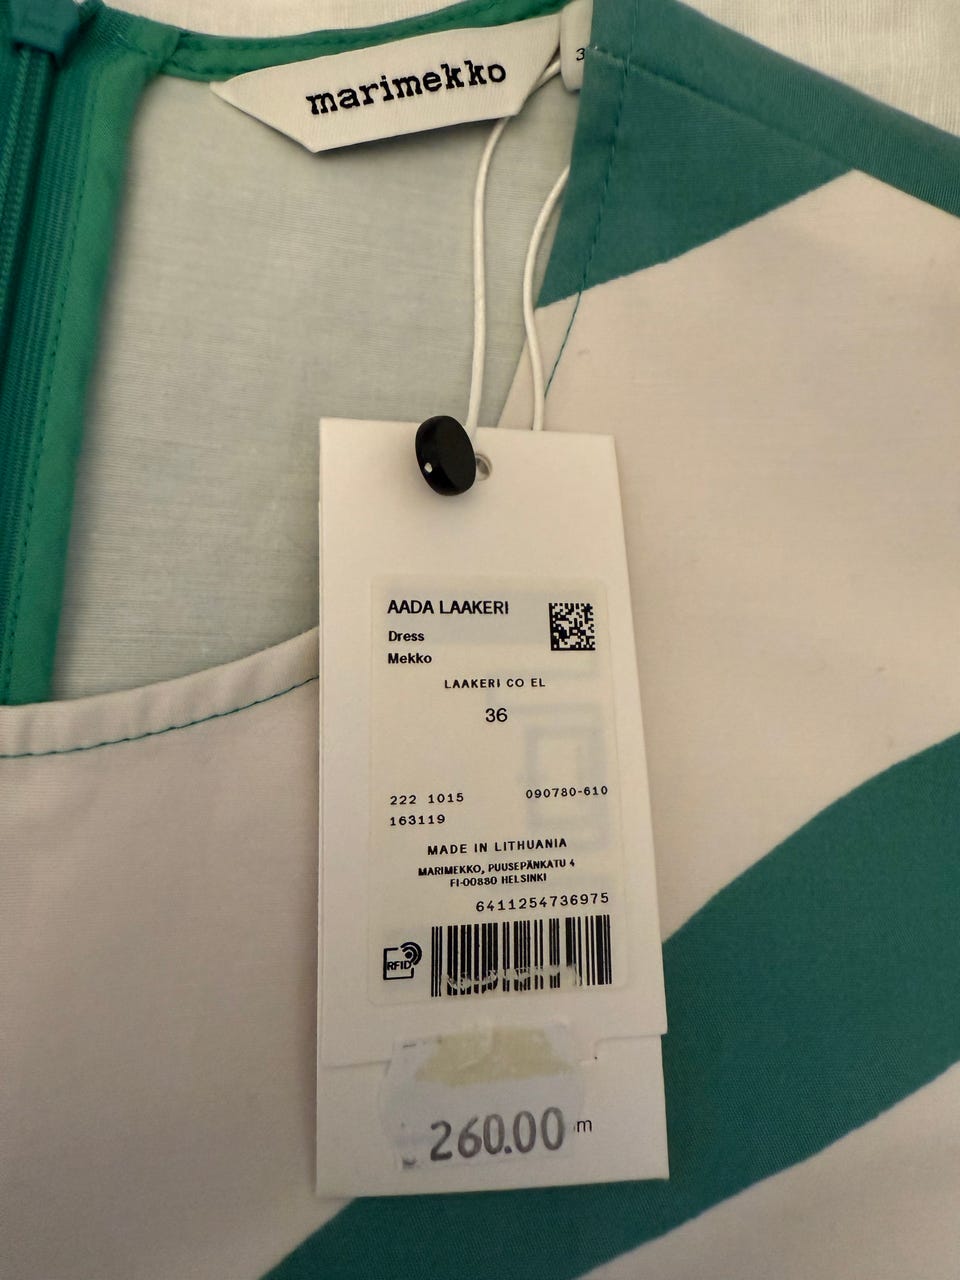 marimekko
3
AADA LAAKERI
Dress
Mekko
LAAKERI CO EL
36
222 1015
090780-610
163119
MADE IN LITHUANIA
MARIMEKKO, PUUSEPÄNKATU 4
FI-00880 HELSINKI
6411254736975
RFID
260.00
m